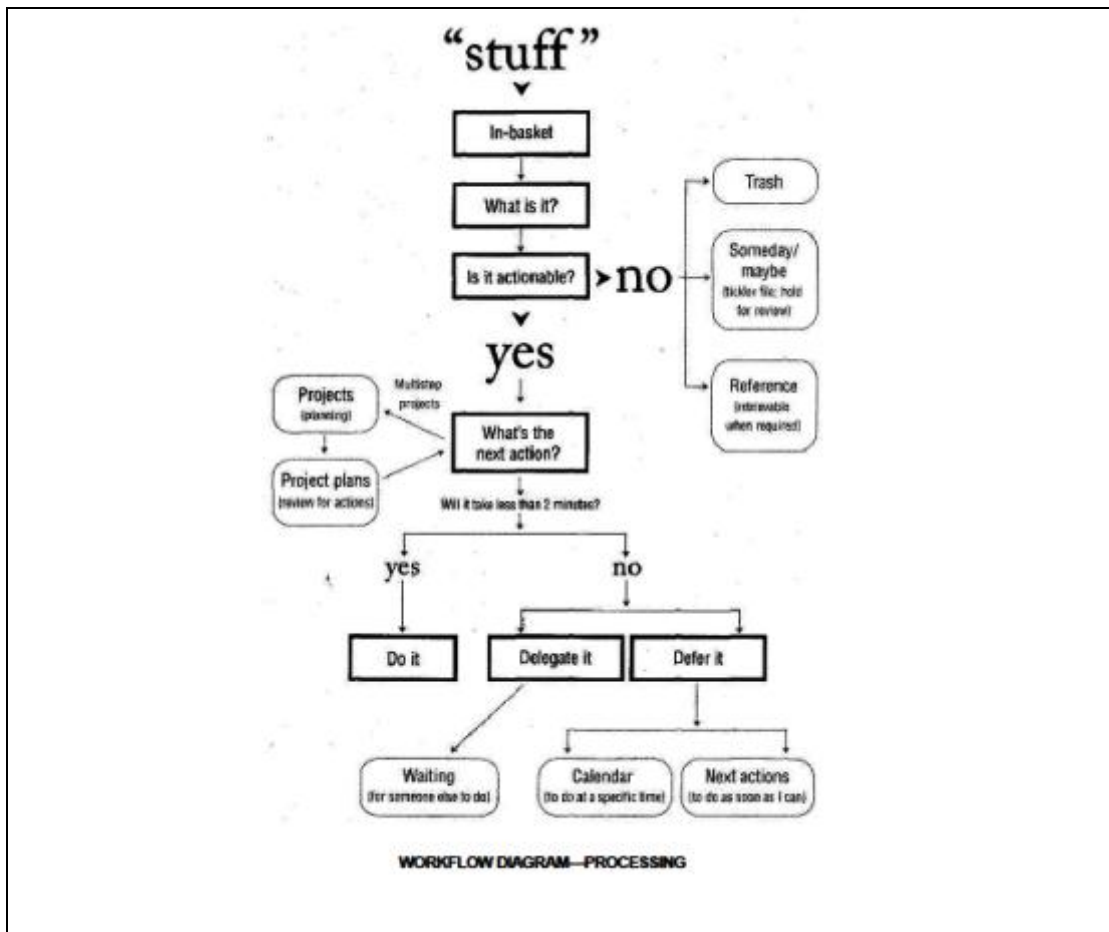 “stuff”
In-basket
What is it?
Is it actionable?
no
Trash
Someday/
maybe
(tickler file; hold
for review)
Reference
(retrievable
when required)
yes
Multistep
projects
Projects
(planning)
Project plans
(review for actions)
What's the
next action?
Will it take less than 2 minutes?
yes
no
Do it
Delegate it
Defer it
Waiting
(for someone else to do)
Calendar
(to do at a specific time)
Next actions
(to do as soon as I can)
WORKFLOW DIAGRAM—PROCESSING